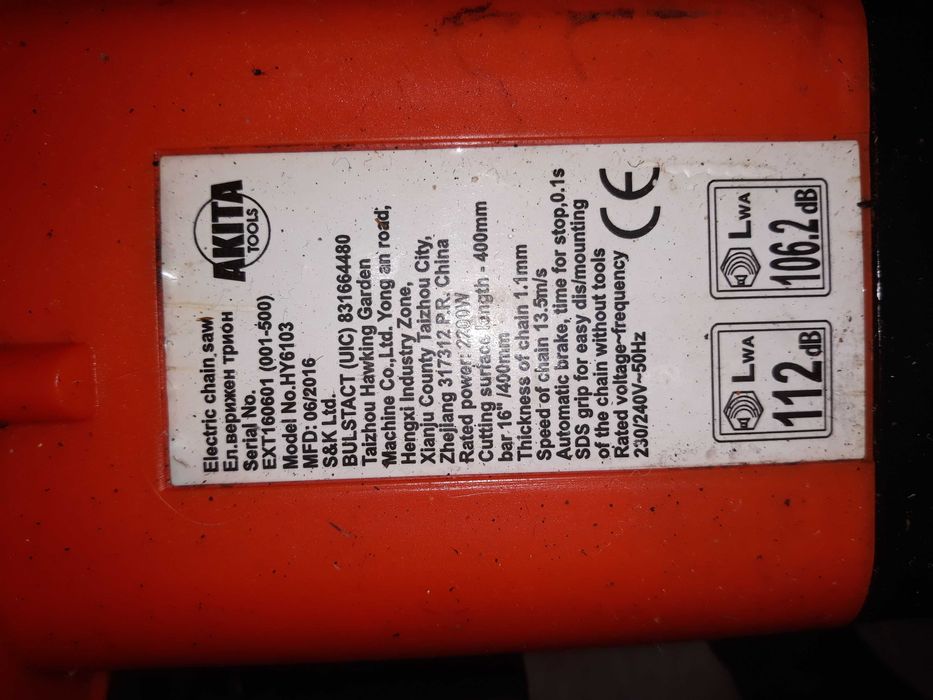 AKITA
TOOLS
Electric chain saw
Ел.верижен трион
Serial No.
EXT160601 (001-500)
Model No.HY6103
MFD: 06/2016
S&K Ltd.
BULSTACT (UIC) 831664480
Taizhou Hawking Garden
Machine Co.,Ltd. Yong an road,
Hengxi Industry Zone,
Xianju County Taizhou City,
Zhejiang 317312 P.R. China
Rated power: 2200W
Cutting surface length - 400mm
bar 16" /400mm
Thickness of chain 1.1mm
Speed of chain 13.5m/s
Automatic brakе, time for stop,0.1s
SDS grip for easy dis/mounting
of the chain without tools
Rated voltage~frequency
230/240V~50Hz
CE
LWA
112 dB
LWA
106.2 dB